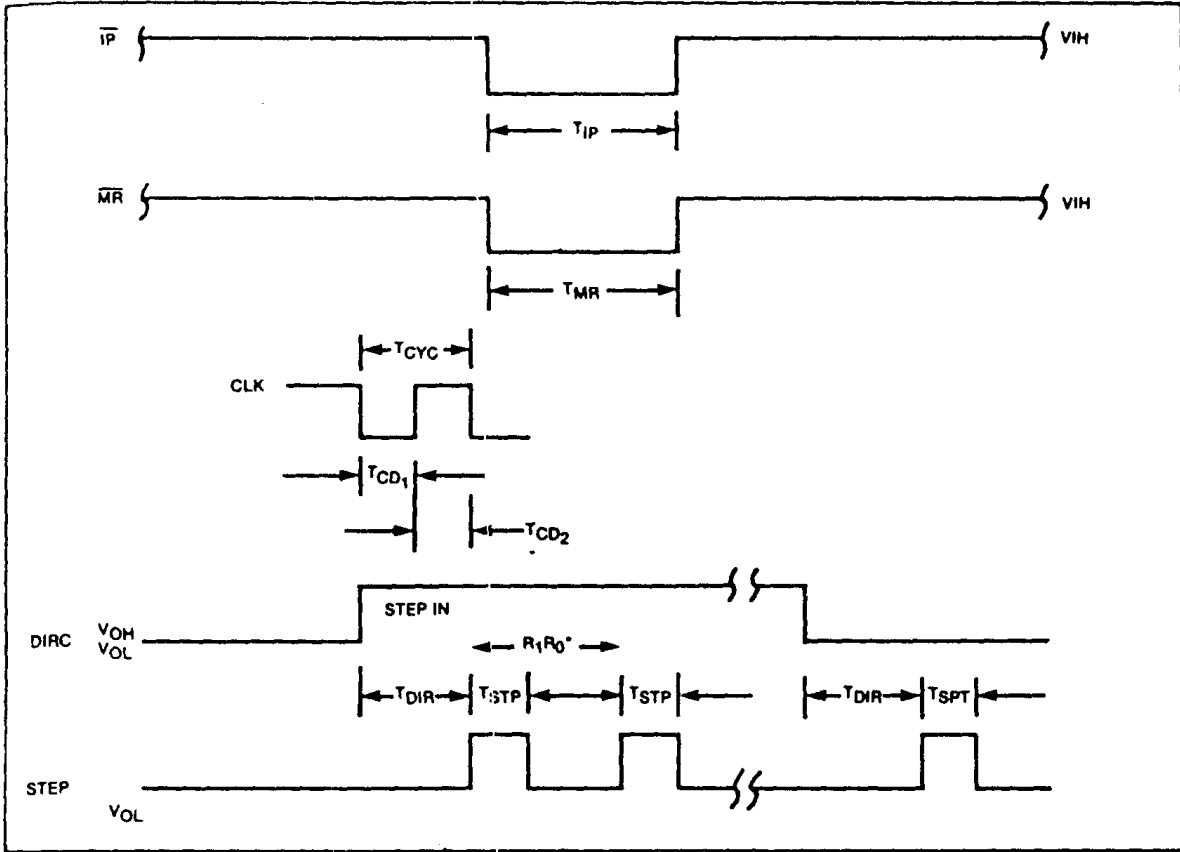 IP VIH
TIP
MR VIH
TMR
TCYC
CLK
TCD1
TCD2
STEP IN
DIRC VOH
VOL
R1R0*
TDIR TSTP TSTP TDIR TSPT
STEP
VOL